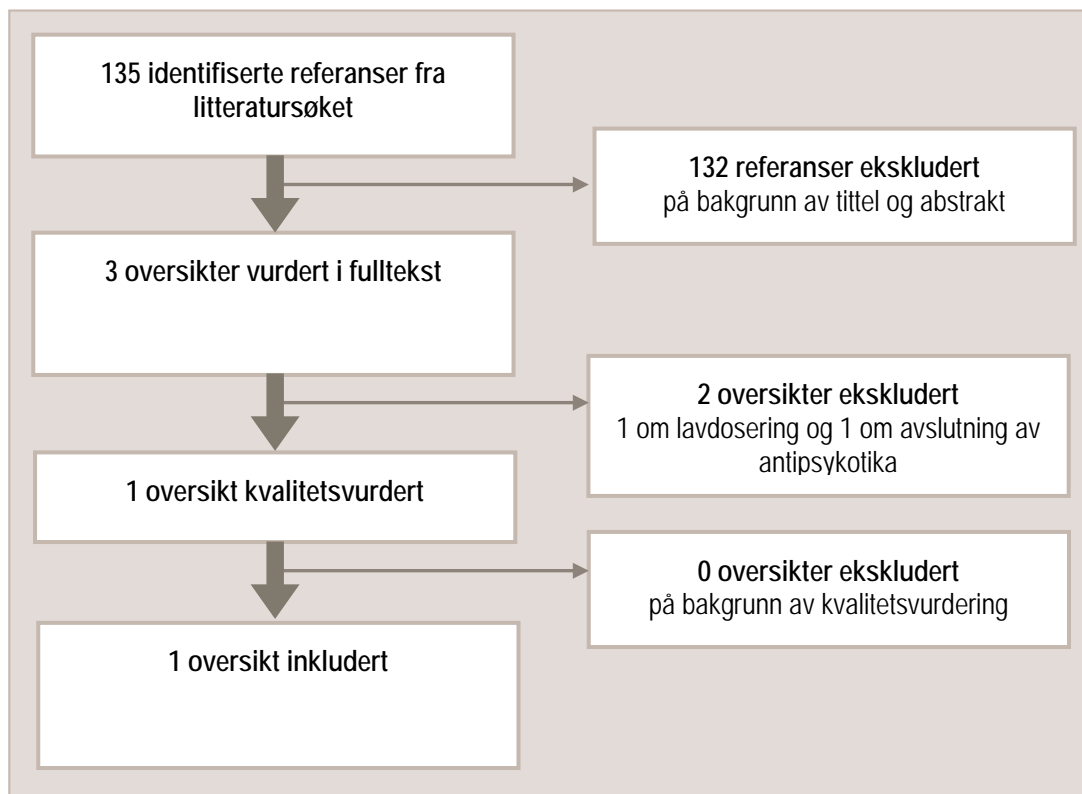 135 identifiserte referanser fra
litteratursøket
132 referanser ekskludert
på bakgrunn av tittel og abstrakt
3 oversikter vurdert i fulltekst
2 oversikter ekskludert
1 om lavdosering og 1 om avslutning av
antipsykotika
1 oversikt kvalitetsvurdert
0 oversikter ekskludert
på bakgrunn av kvalitetsvurdering
1 oversikt inkludert